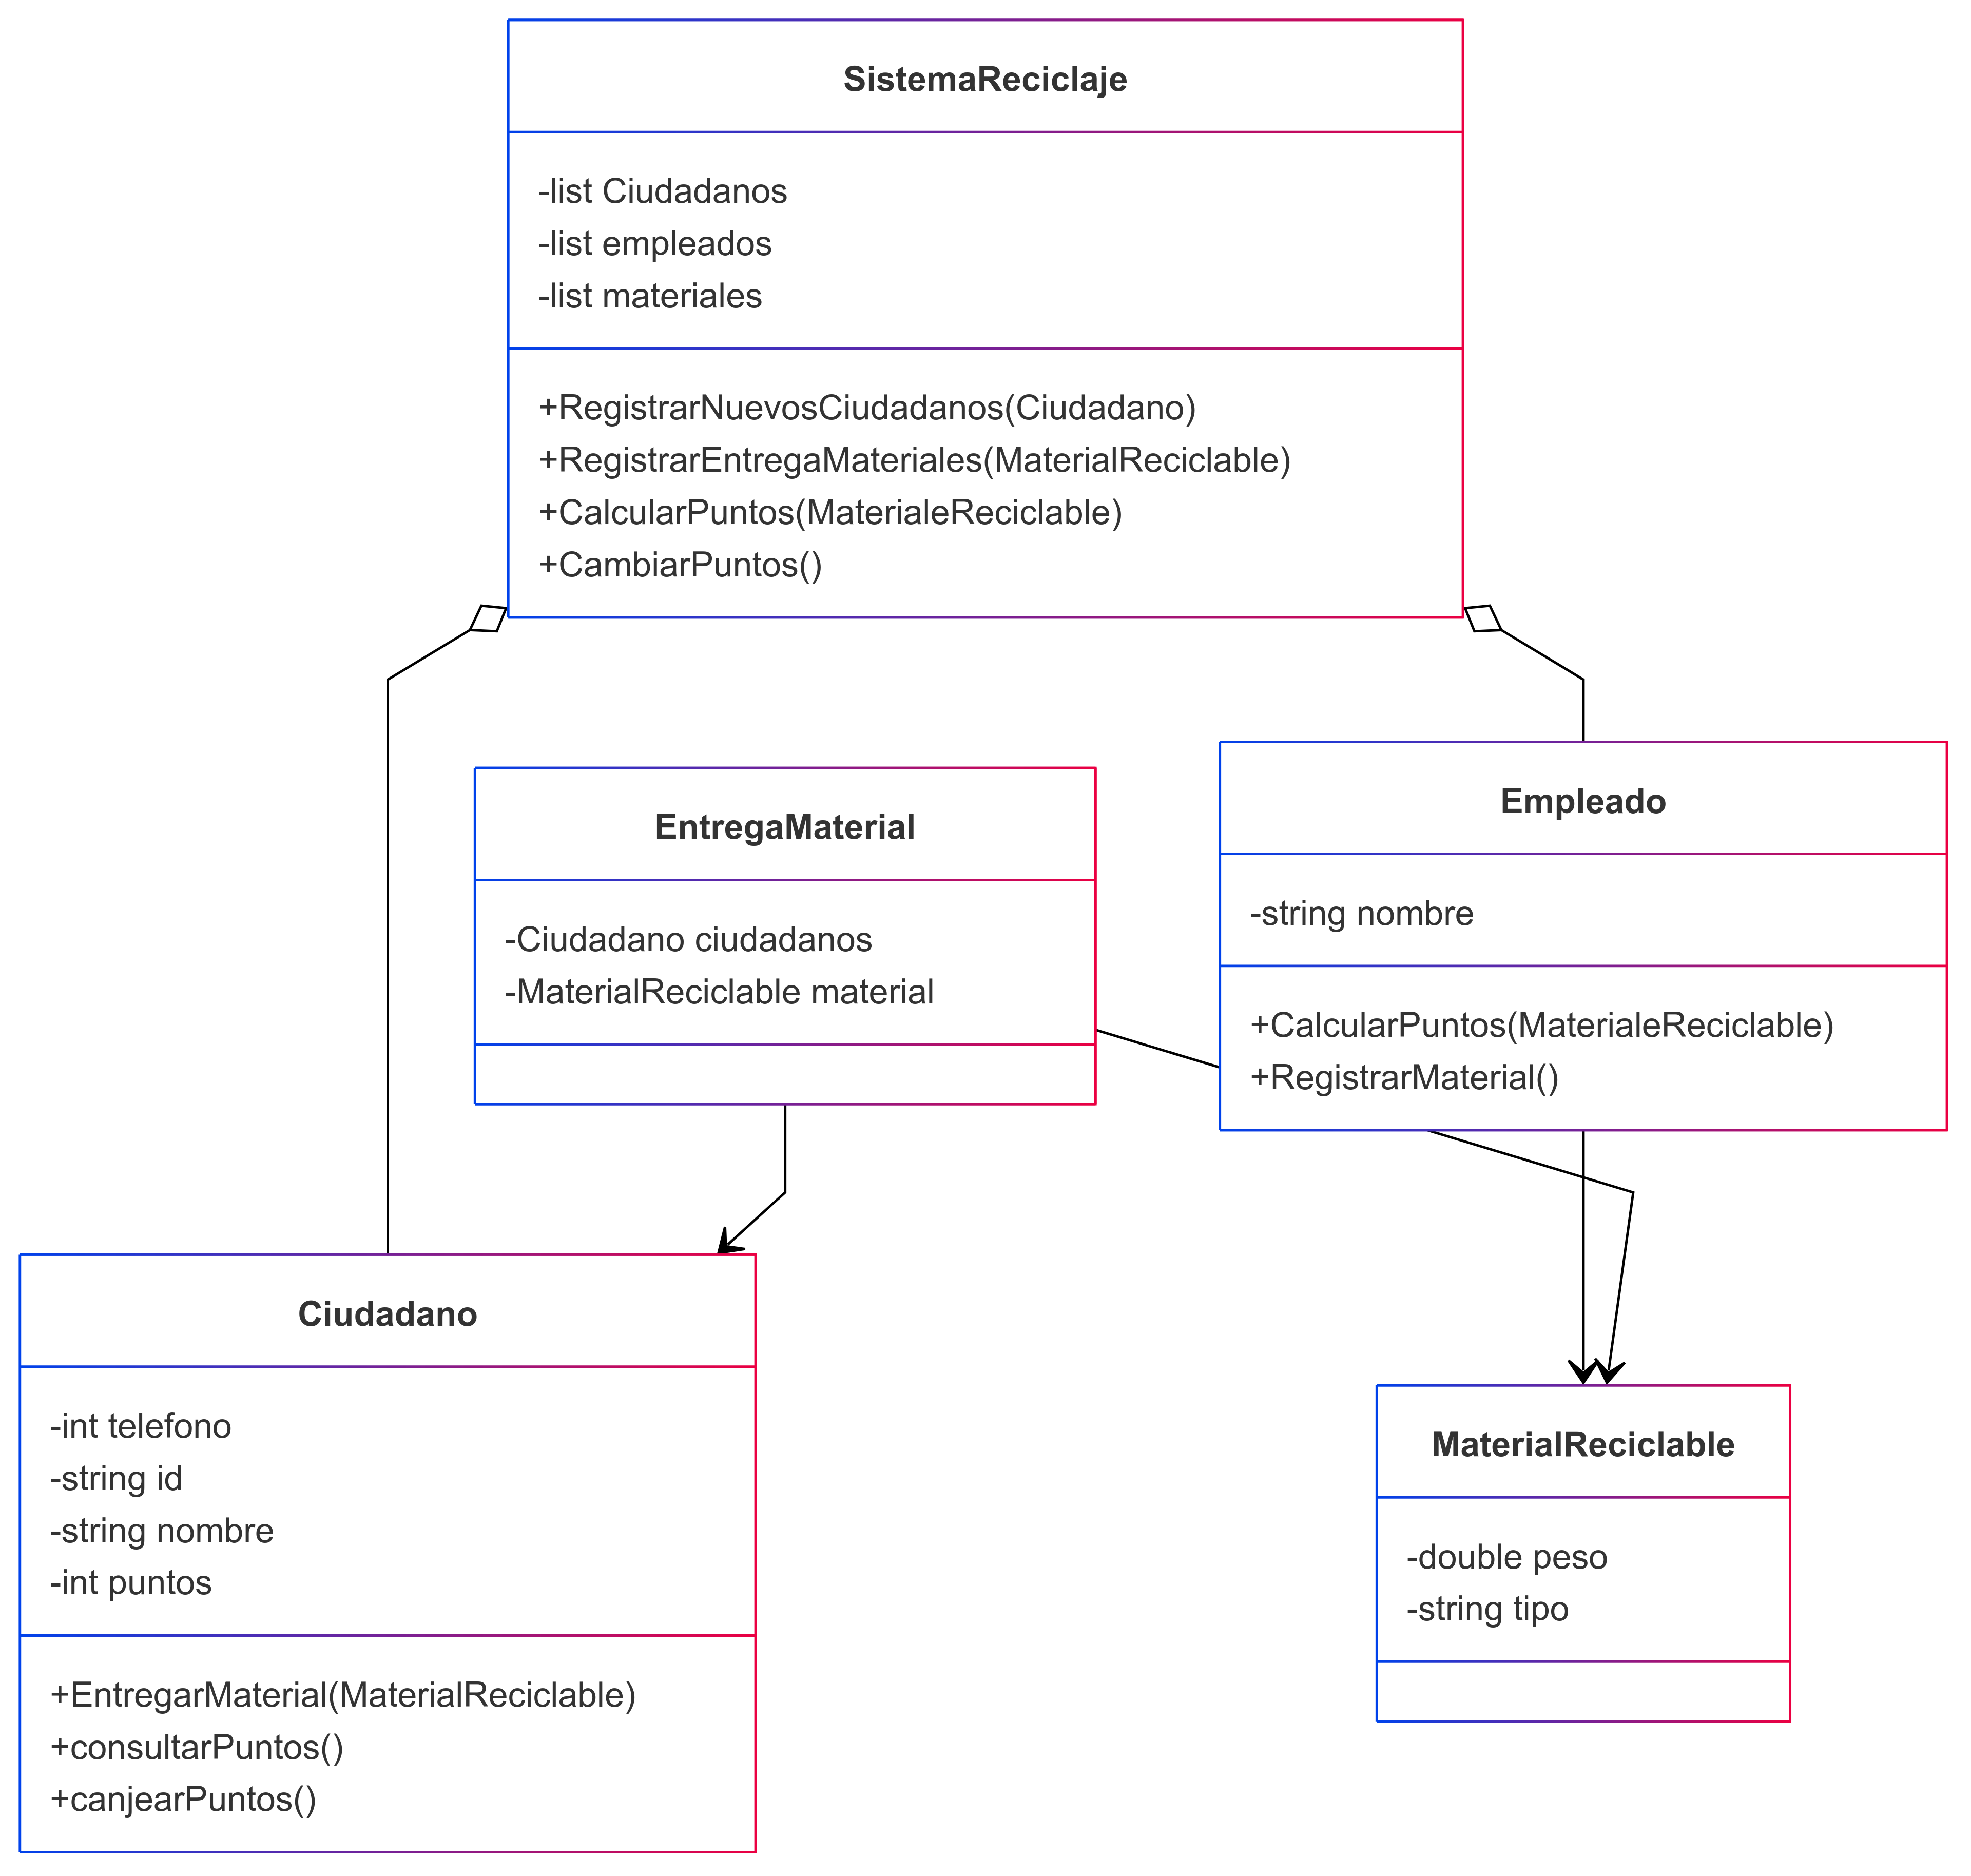 SistemaReciclaje
-list Ciudadanos
-list empleados
-list materiales
+RegistrarNuevosCiudadanos(Ciudadano)
+RegistrarEntregaMateriales(MaterialReciclable)
+CalcularPuntos(MaterialeReciclable)
+CambiarPuntos()
EntregaMaterial
-Ciudadano ciudadanos
-MaterialReciclable material
Empleado
-string nombre
+CalcularPuntos(MaterialeReciclable)
+RegistrarMaterial()
Ciudadano
-int telefono
-string id
-string nombre
-int puntos
+EntregarMaterial(MaterialReciclable)
+consultarPuntos()
+canjearPuntos()
MaterialReciclable
-double peso
-string tipo